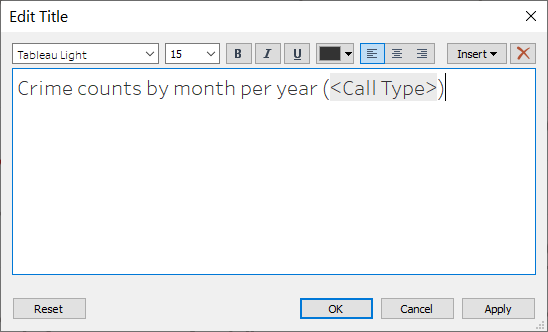 Edit Title
Tableau Light 15 B I U Insert
Crime counts by month per year (<Call Type>)
Reset OK Cancel Apply